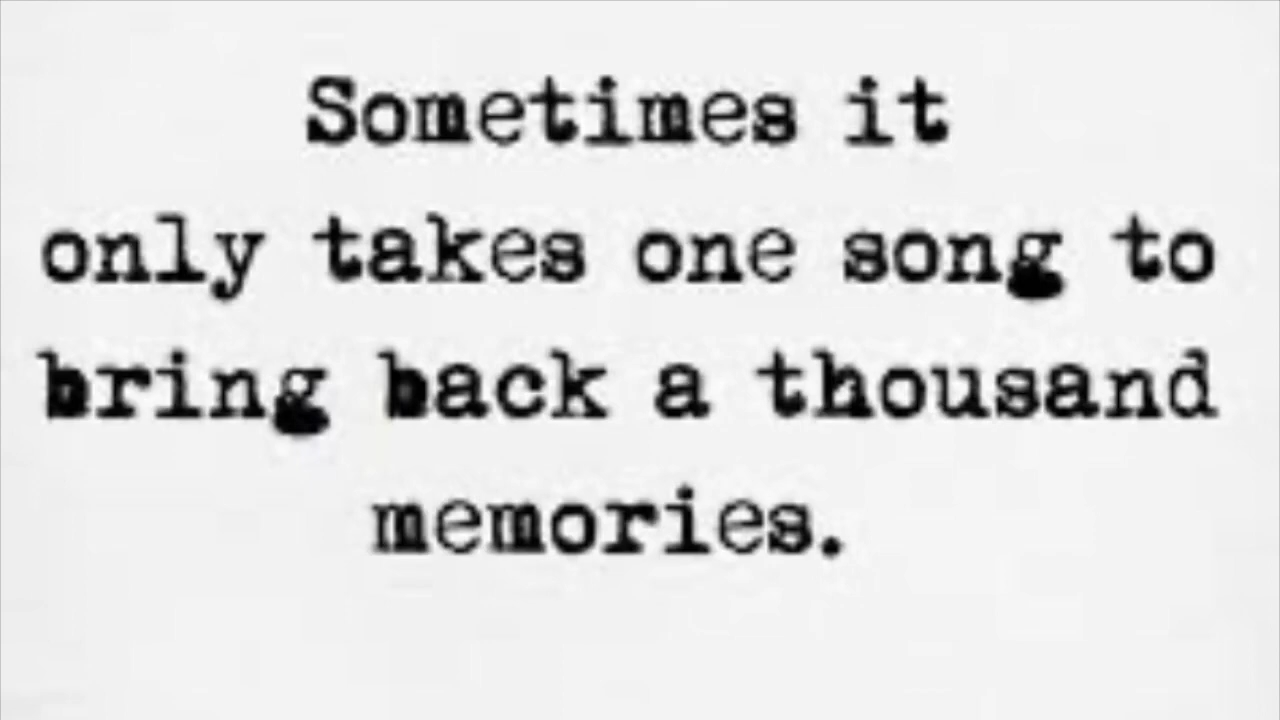 Sometimes it
only takes one song to
bring back a thousand
memories.